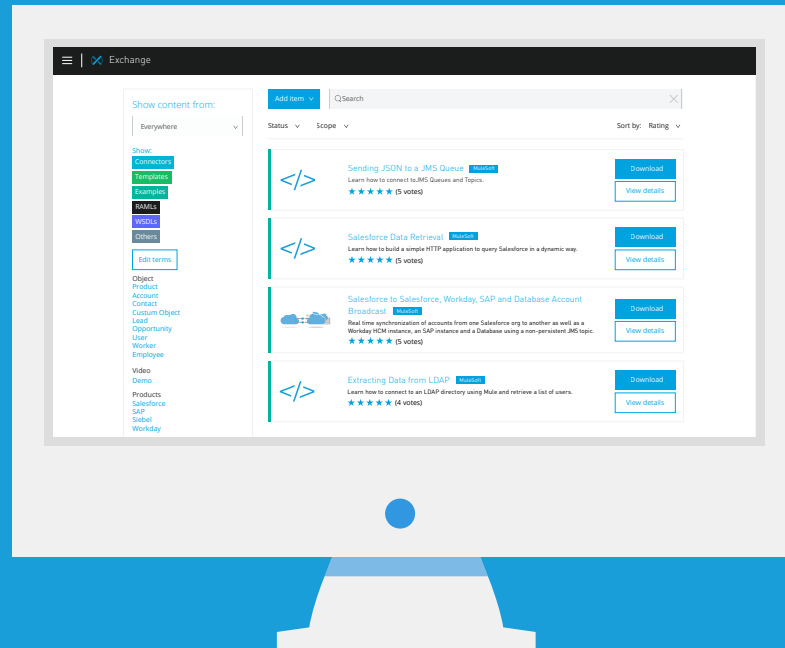 Exchange
Show content from:
Everywhere
Show:
Connectors
Templates
Examples
RAMLs
WSDLs
Others
Edit terms
Object
Product
Account
Contact
Custum Object
Lead
Opportunity
User
Worker
Employee
Video
Demo
Products
Salesforce
SAP
Siebel
Workday
Add item
Search
Status
Scope
Sort by: Rating
Sending JSON to a JMS Queue MuleSoft
Learn how to connect to JMS Queues and Topics.
(5 votes)
Download
View details
Salesforce Data Retrieval MuleSoft
Learn how to build a simple HTTP application to query Salesforce in a dynamic way.
(5 votes)
Download
View details
Salesforce to Salesforce, Workday, SAP and Database Account
Broadcast MuleSoft
Real time synchronization of accounts from one Salesforce org to another as well as a
Workday HCM instance, an SAP instance and a Database using a non-persistent JMS topic.
(5 votes)
Download
View details
Extracting Data from LDAP MuleSoft
Learn how to connect to an LDAP directory using Mule and retrieve a list of users.
(4 votes)
Download
View details